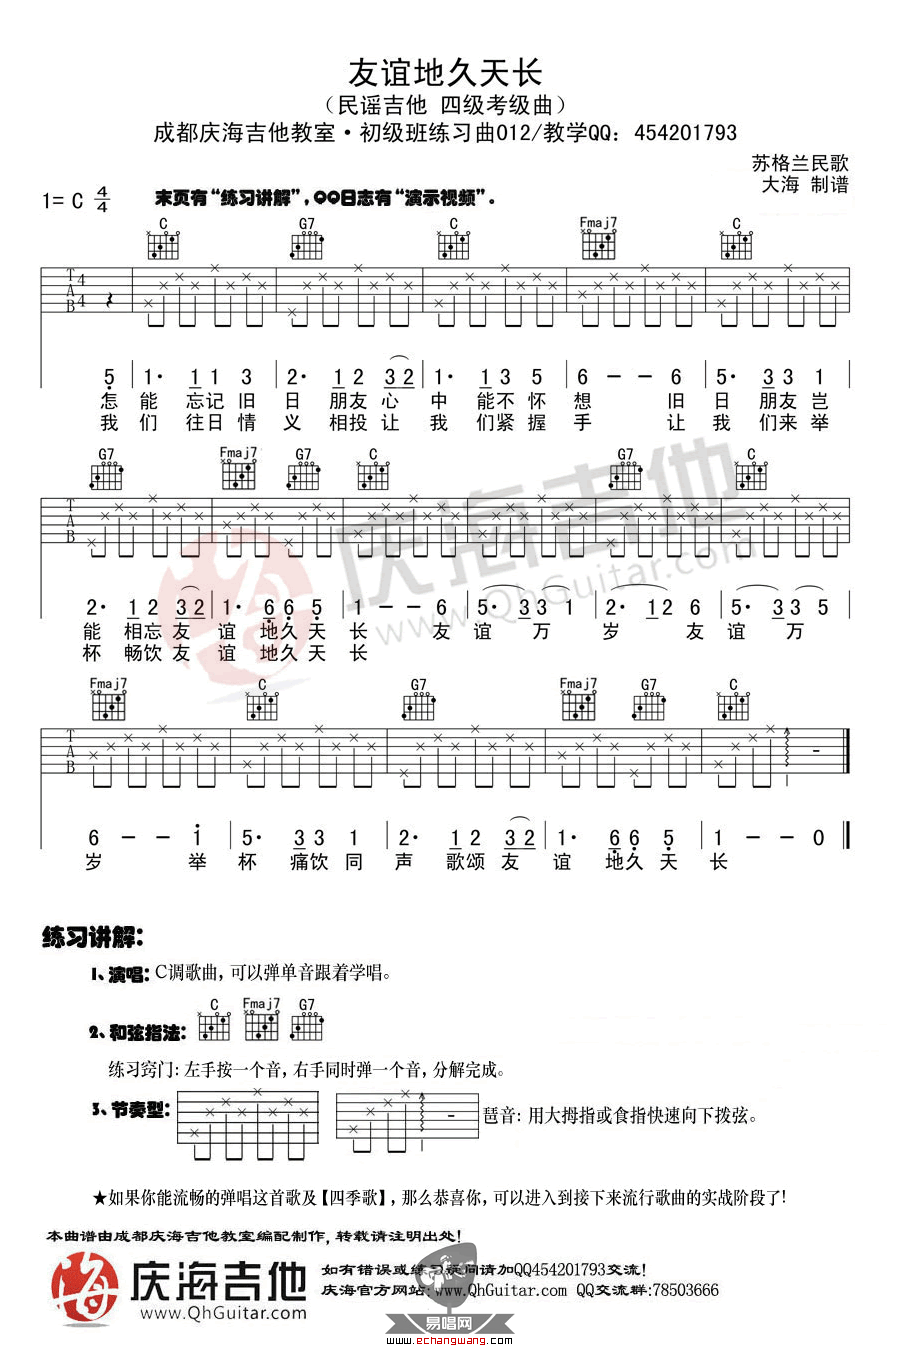 友谊地久天长
（民谣吉他 四级考级曲）
成都庆海吉他教室·初级班练习曲012/教学QQ：454201793
苏格兰民歌
1= C 4/4
末页有“练习讲解”，QQ日志有“演示视频”。
大海 制谱
C G7 C Fmaj7 C
T A B 4 4
5 1· 1 1 3 2· 1 2 3 2 1· 1 3 5 6 - - 6 5· 3 3 1
怎 能 忘记 旧 日 朋友 心 中 能不 怀 想 旧 日 朋友 岂
我 们 往日 情 义 相投 让 我 们紧 握 手 让 我 们来 举
G7 Fmaj7 G7 C G7 C
T A B
2· 1 2 3 2 1· 6 6 5 1 - - 6 5· 3 3 1 2· 1 2 6 5· 3 3 5
能 相忘 友 谊 地久 天 长 友 谊 万 岁 友 谊 万
杯 畅饮 友 谊 地久 天 长
庆海吉他
www.QhGuitar.com
Fmaj7 C G7 Fmaj7 G7 C
T A B -
6 - - 1 5· 3 3 1 2· 1 2 3 2 1· 6 6 5 1 - - 0
岁 举 杯 痛饮 同 声 歌颂 友 谊 地久 天 长
练习讲解：
1、演唱：C调歌曲，可以弹单音跟着学唱。
C Fmaj7 G7
2、和弦指法：
练习窍门：左手按一个音，右手同时弹一个音，分解完成。
3、节奏型： - 琶音：用大拇指或食指快速向下拨弦。
★如果你能流畅的弹唱这首歌及【四季歌】，那么恭喜你，可以进入到接下来流行歌曲的实战阶段了！
本曲谱由成都庆海吉他教室编配制作，转载请注明出处！
海 庆海吉他
www.QhGuitar.com
如有错误或练习疑问请加QQ454201793交流！
庆海官方网站：www.QhGuitar.com QQ交流群：78503666
易唱网
www.echangwang.com